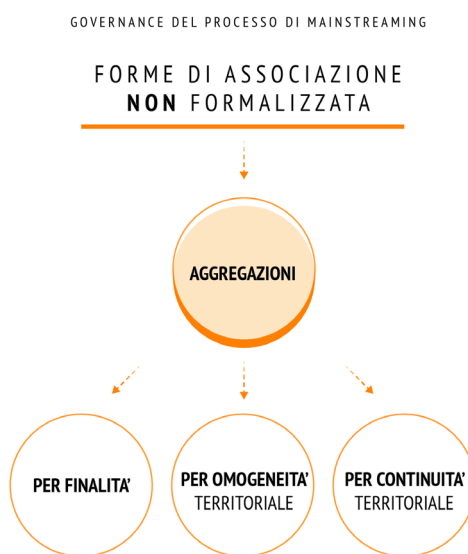 GOVERNANCE DEL PROCESSO DI MAINSTREAMING
FORME DI ASSOCIAZIONE
NON FORMALIZZATA
AGGREGAZIONI
PER FINALITA’
PER OMOGENEITA’
TERRITORIALE
PER CONTINUITA’
TERRITORIALE